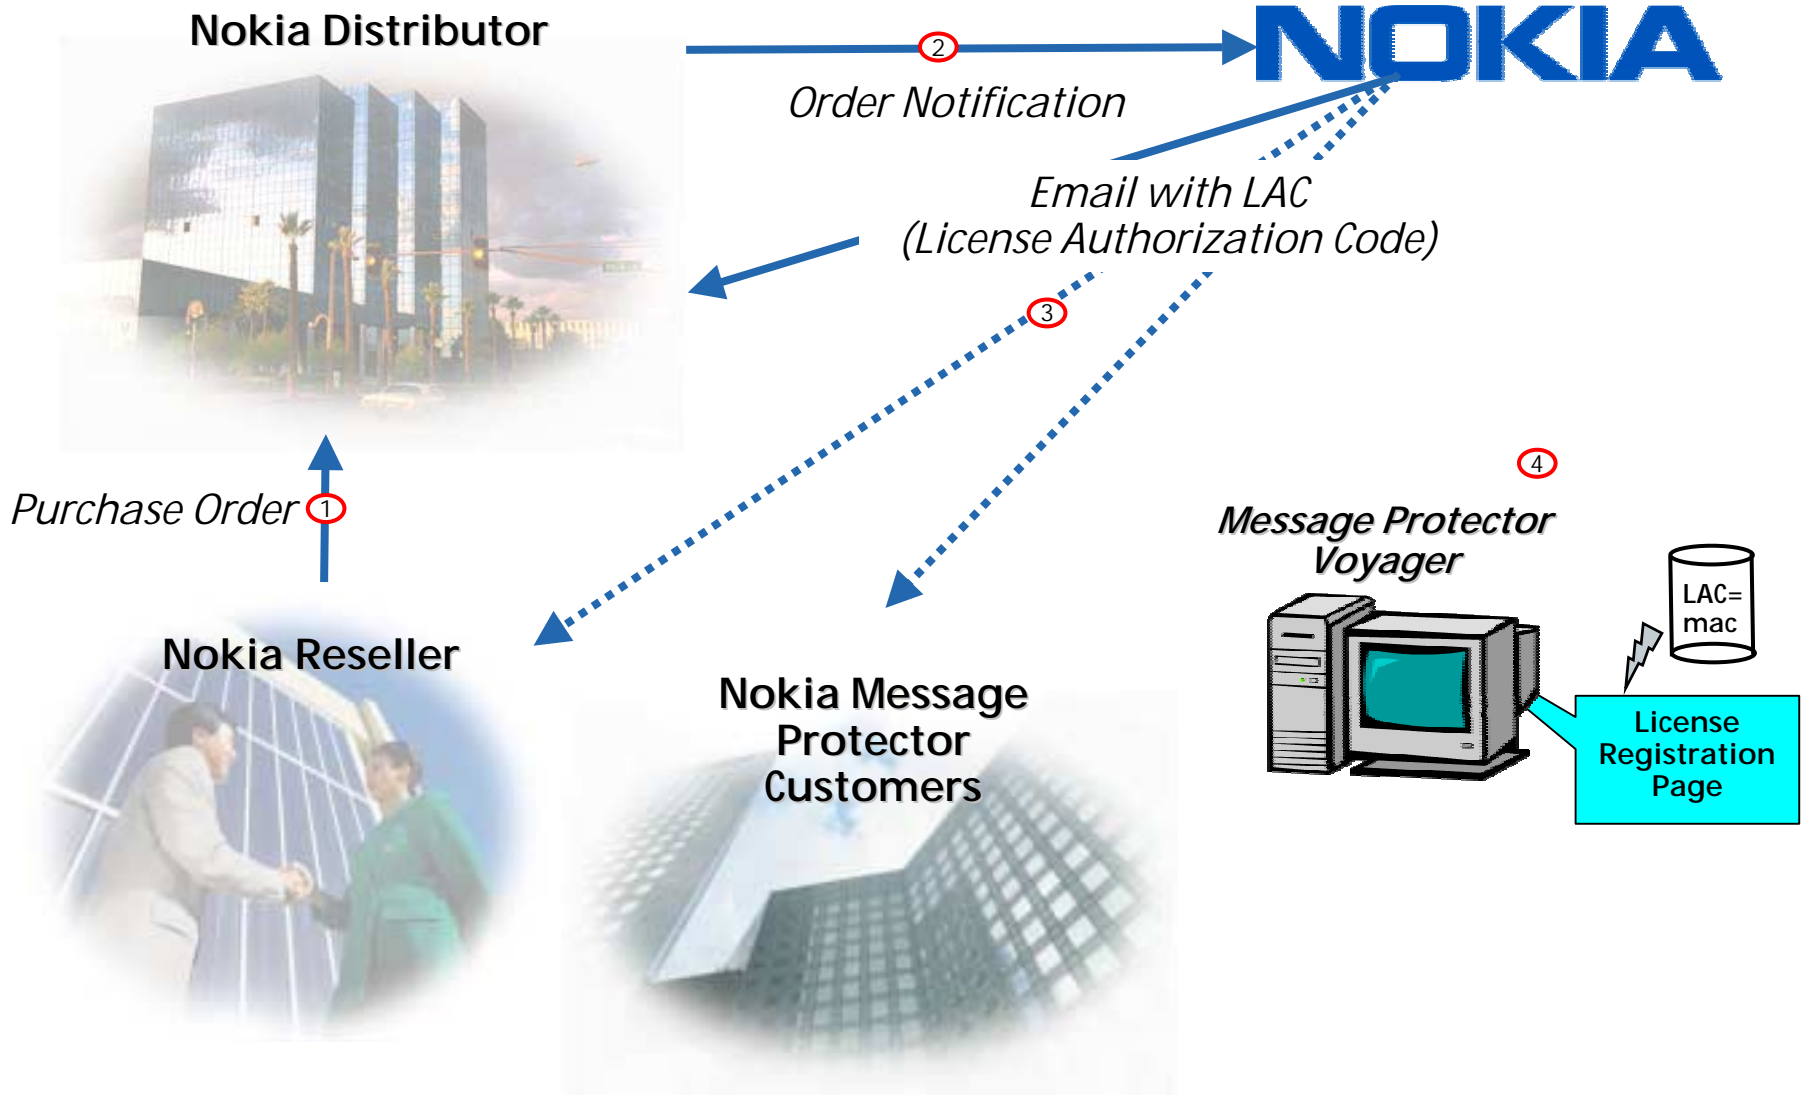 Nokia Distributor
NOKIA
2
Order Notification
Email with LAC
(License Authorization Code)
3
Purchase Order
1
4
Message Protector
Voyager
LAC=
mac
License
Registration
Page
Nokia Reseller
Nokia Message
Protector
Customers